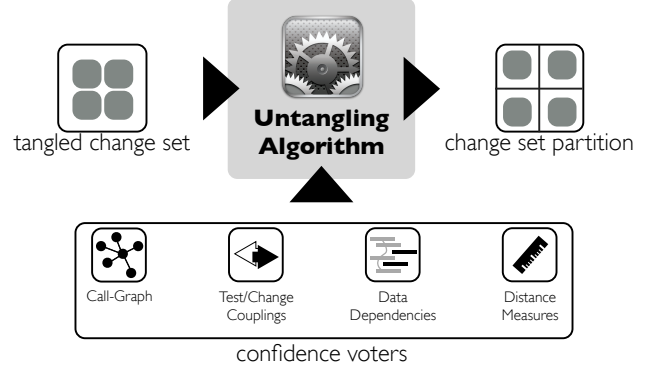 Untangling
Algorithm
tangled change set
change set partition
Call-Graph
Test/Change
Couplings
Data
Dependencies
Distance
Measures
confidence voters